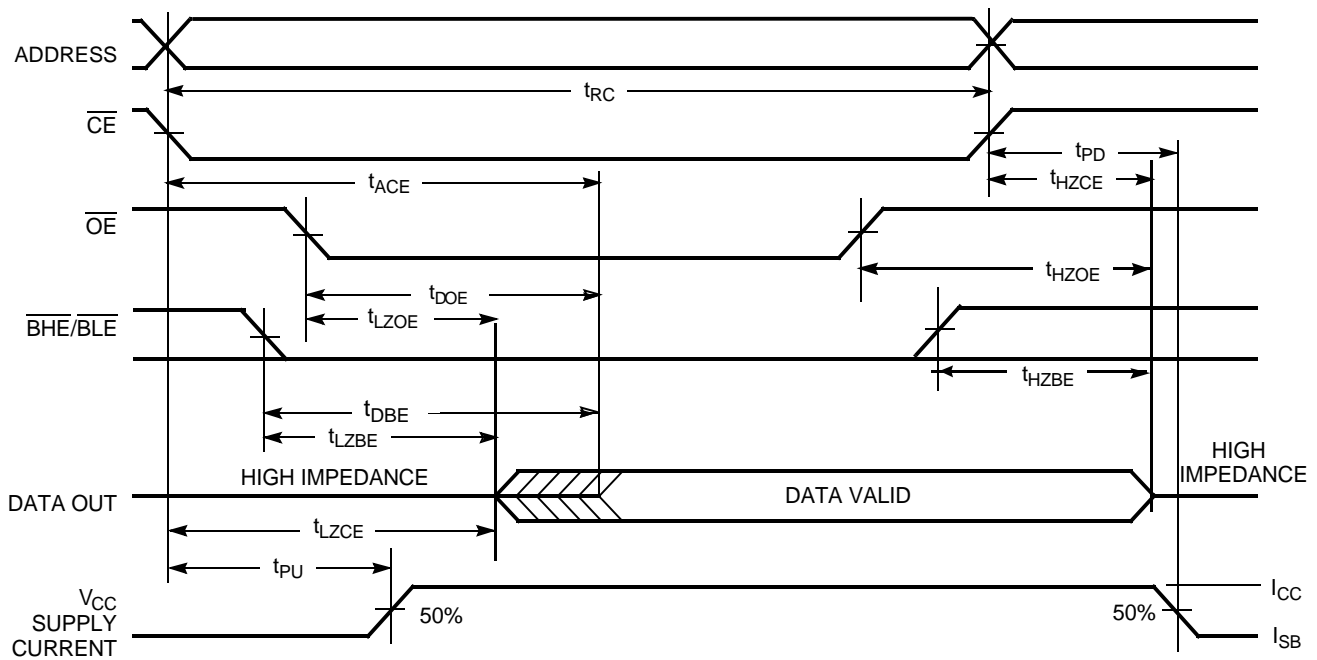 ADDRESS
tRC
CE
tPD
tACE
tHZCE
OE
tHZOE
tDOE
tLZOE
BHE/BLE
tHZBE
tDBE
tLZBE
HIGH IMPEDANCE
HIGH
IMPEDANCE
DATA OUT
DATA VALID
tLZCE
tPU
VCC
SUPPLY
CURRENT
50%
50%
ICC
ISB